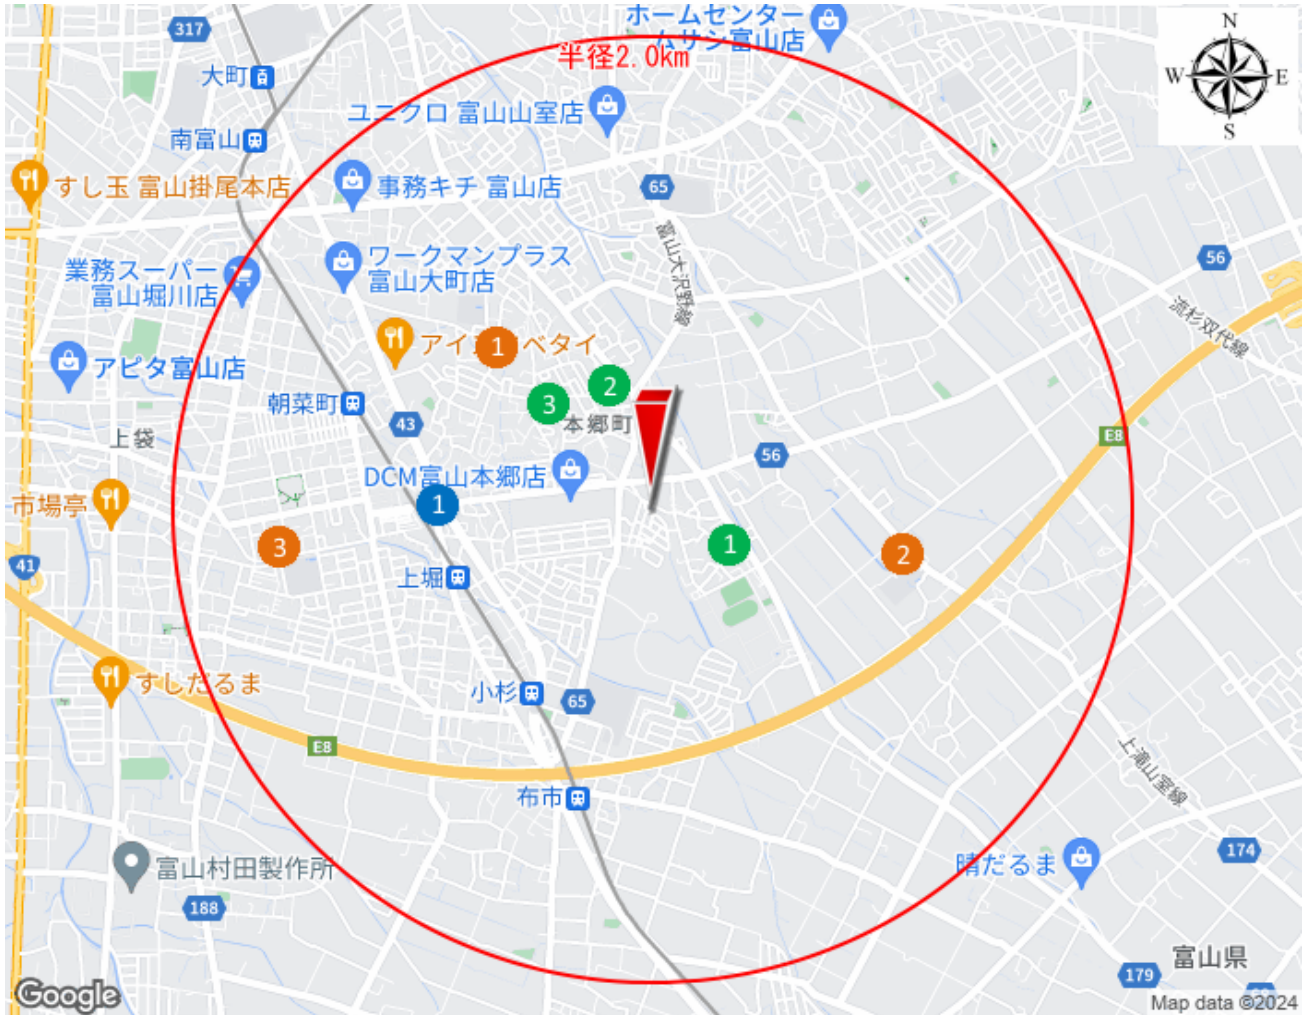 ホームセンター
ムサシ富山店
317
半径2.0km
N
W E
S
大町
ユニクロ 富山山室店
南富山
すし玉 富山掛尾本店
事務キチ 富山店
65
富山大沢野線
ワークマンプラス
富山大町店
業務スーパー
富山堀川店
56
流杉双代線
アイ
1
ベタイ
アピタ富山店
2
朝菜町
3
43
本郷町
上袋
E8
56
DCM富山本郷店
市場亭
1
3
1
2
41
上堀
すしだるま
小杉
65
E8
上滝山室線
布市
富山村田製作所
晴だるま
174
188
富山県
179
Google
Map data ©2024